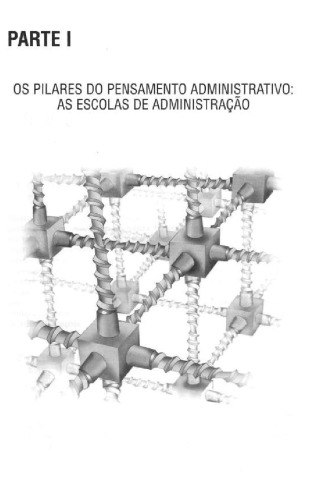 PARTE I
OS PILARES DO PENSAMENTO ADMINISTRATIVO:
AS ESCOLAS DE ADMINISTRAÇÃO